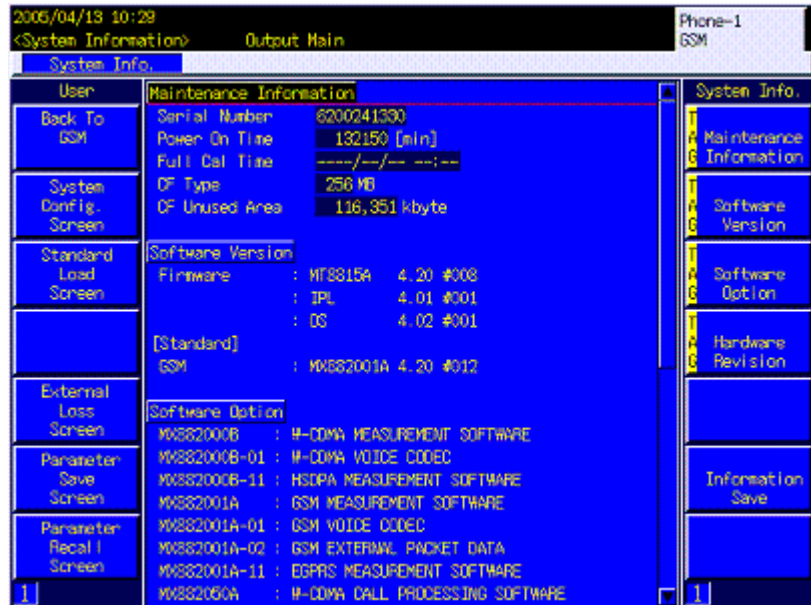 2005/04/13 10:29
<System Information> Output Main
Phone-1
GSM
System Info.
User
Back To
GSM
System
Config.
Screen
Standard
Load
Screen
External
Loss
Screen
Parameter
Save
Screen
Parameter
Recall
Screen
1
Maintenance Information
Serial Number 6200241330
Power On Time 132150 [min]
Full Cal Time ----/--/-- --:--
CF Type 256 MB
CF Unused Area 116,351 kbyte
Software Version
Firmware : MT8815A 4.20 #008
: IPL 4.01 #001
: OS 4.02 #001
[Standard]
GSM : MX882001A 4.20 #012
Software Option
MX882000B : W-CDMA MEASUREMENT SOFTWARE
MX882000B-01 : W-CDMA VOICE CODEC
MX882000B-11 : HSDPA MEASUREMENT SOFTWARE
MX882001A : GSM MEASUREMENT SOFTWARE
MX882001A-01 : GSM VOICE CODEC
MX882001A-02 : GSM EXTERNAL PACKET DATA
MX882001A-11 : EGPRS MEASUREMENT SOFTWARE
MX882050A : W-CDMA CALL PROCESSING SOFTWARE
System Info.
TAG
Maintenance
Information
TAG
Software
Version
TAG
Software
Option
TAG
Hardware
Revision
Information
Save
1